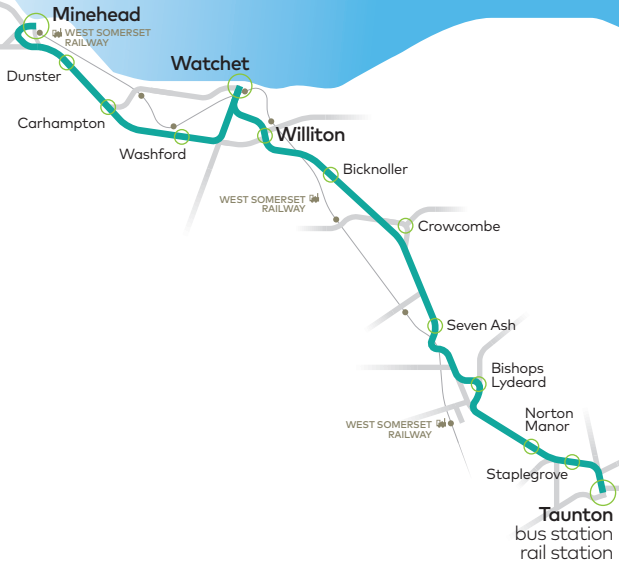 Minehead
WEST SOMERSET
RAILWAY
Dunster
Watchet
Carhampton
Williton
Washford
Bicknoller
WEST SOMERSET
RAILWAY
Crowcombe
Seven Ash
Bishops
Lydeard
Norton
Manor
WEST SOMERSET
RAILWAY
Staplegrove
Taunton
bus station
rail station